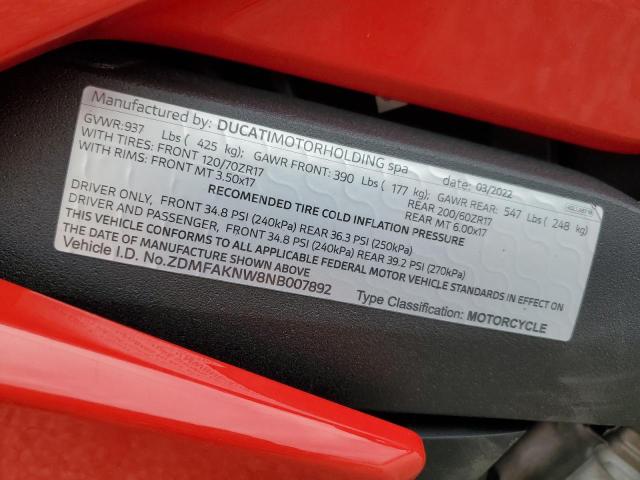 Manufactured by: DUCATIMOTORHOLDING spa date: 03/2022
GVWR:937 Lbs ( 425 kg); GAWR FRONT: 390 Lbs ( 177 kg); GAWR REAR: 547 Lbs ( 248 kg)
WITH TIRES: FRONT 120/70ZR17 REAR 200/60ZR17
WITH RIMS: FRONT MT 3.50x17 REAR MT 6.00x17
RECOMENDED TIRE COLD INFLATION PRESSURE
DRIVER ONLY, FRONT 34.8 PSI (240kPa) REAR 36.3 PSI (250kPa)
DRIVER AND PASSENGER, FRONT 34.8 PSI (240kPa) REAR 39.2 PSI (270kPa)
THIS MOTORCYCLE CONFORMS TO ALL APPLICABLE FEDERAL MOTOR VEHICLE STANDARDS IN EFFECT ON
THE DATE OF MANUFACTURE SHOWN ABOVE
Vehicle I.D. No.ZDMFAKNW8NB007892
Type Classification: MOTORCYCLE